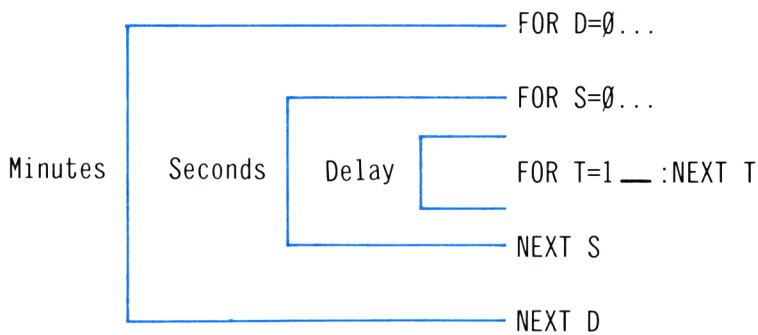 FOR D=Ø...
FOR S=Ø...
Minutes Seconds Delay FOR T=1 __ :NEXT T
NEXT S
NEXT D